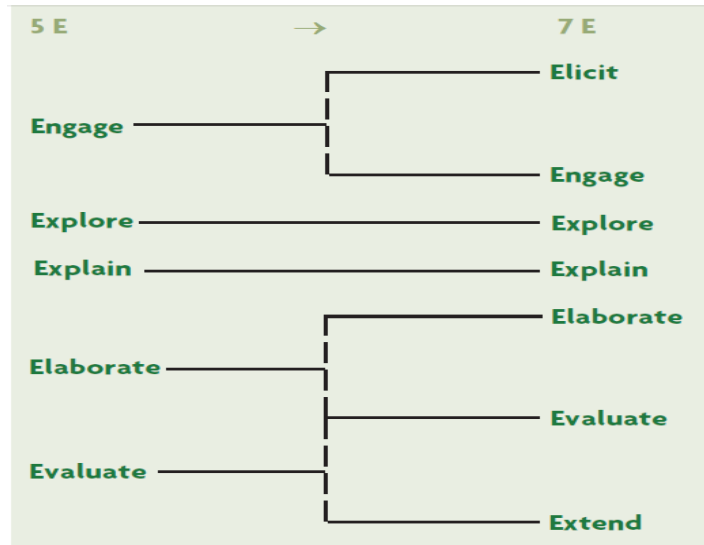 5 E → 7 E
Elicit
Engage
Engage
Explore Explore
Explain Explain
Elaborate
Elaborate
Evaluate
Evaluate
Extend